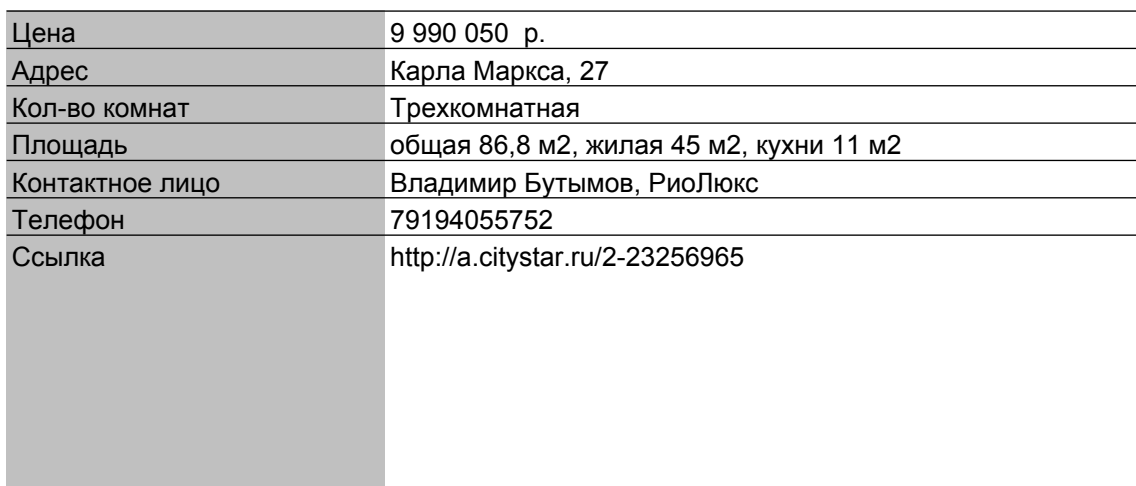 Цена 9 990 050 р.
Адрес Карла Маркса, 27
Кол-во комнат Трехкомнатная
Площадь общая 86,8 м2, жилая 45 м2, кухни 11 м2
Контактное лицо Владимир Бутымов, РиоЛюкс
Телефон 79194055752
Ссылка http://a.citystar.ru/2-23256965